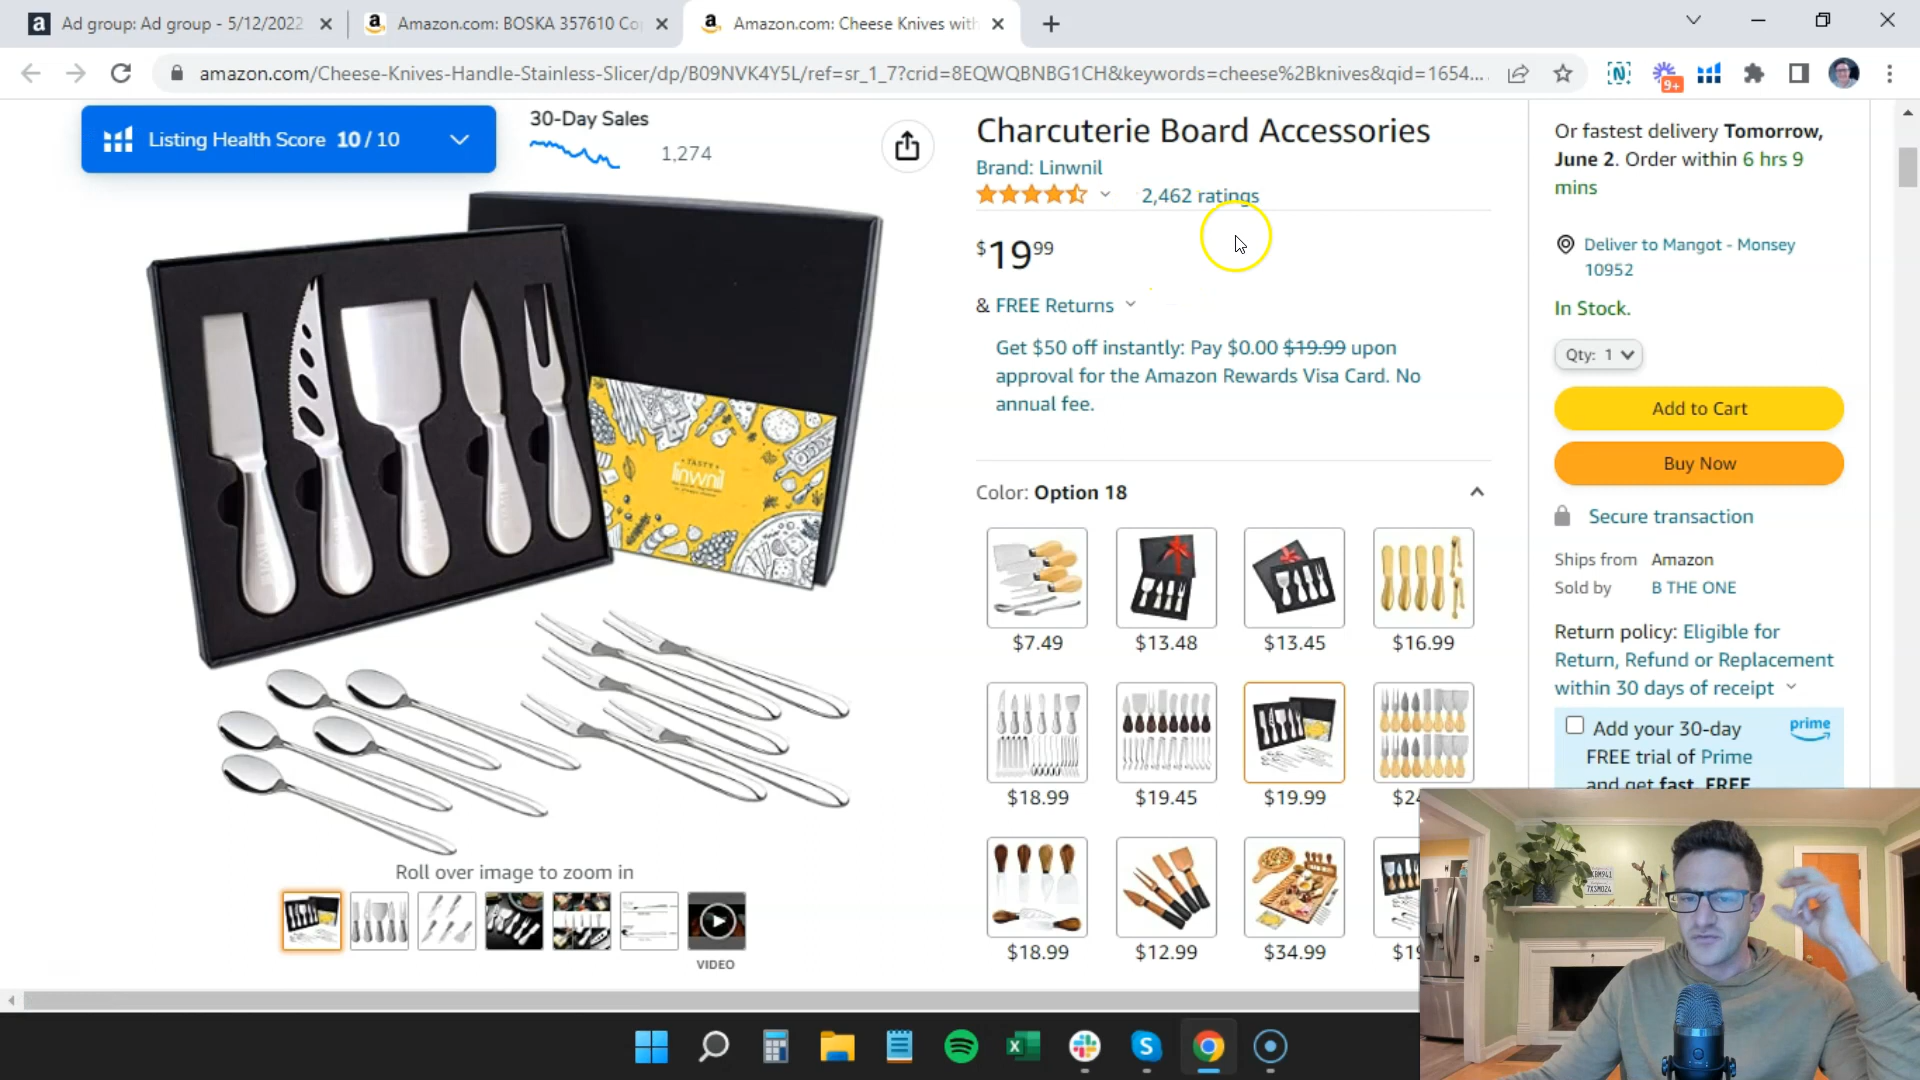 Ad group: Ad group - 5/12/2022
Amazon.com: BOSKA 357610 Co
Amazon.com: Cheese Knives with
amazon.com/Cheese-Knives-Handle-Stainless-Slicer/dp/B09NVK4Y5L/ref=sr_1_7?crid=8EQWQBNBG1CH&keywords=cheese%2Bknives&qid=1654...
9+
Listing Health Score 10 / 10
30-Day Sales
1,274
Charcuterie Board Accessories
Brand: Linwnil
2,462 ratings
$1999
& FREE Returns
Get $50 off instantly: Pay $0.00 $19.99 upon
approval for the Amazon Rewards Visa Card. No
annual fee.
Color: Option 18
$7.49
$13.48
$13.45
$16.99
$18.99
$19.45
$19.99
$18.99
$12.99
$34.99
TASTY
linwnil
Roll over image to zoom in
VIDEO
Or fastest delivery Tomorrow,
June 2. Order within 6 hrs 9
mins
Deliver to Mangot - Monsey
10952
In Stock.
Qty: 1
Add to Cart
Buy Now
Secure transaction
Ships from Amazon
Sold by B THE ONE
Return policy: Eligible for
Return, Refund or Replacement
within 30 days of receipt
Add your 30-day
prime
FREE trial of Prime
and get fast, FREE